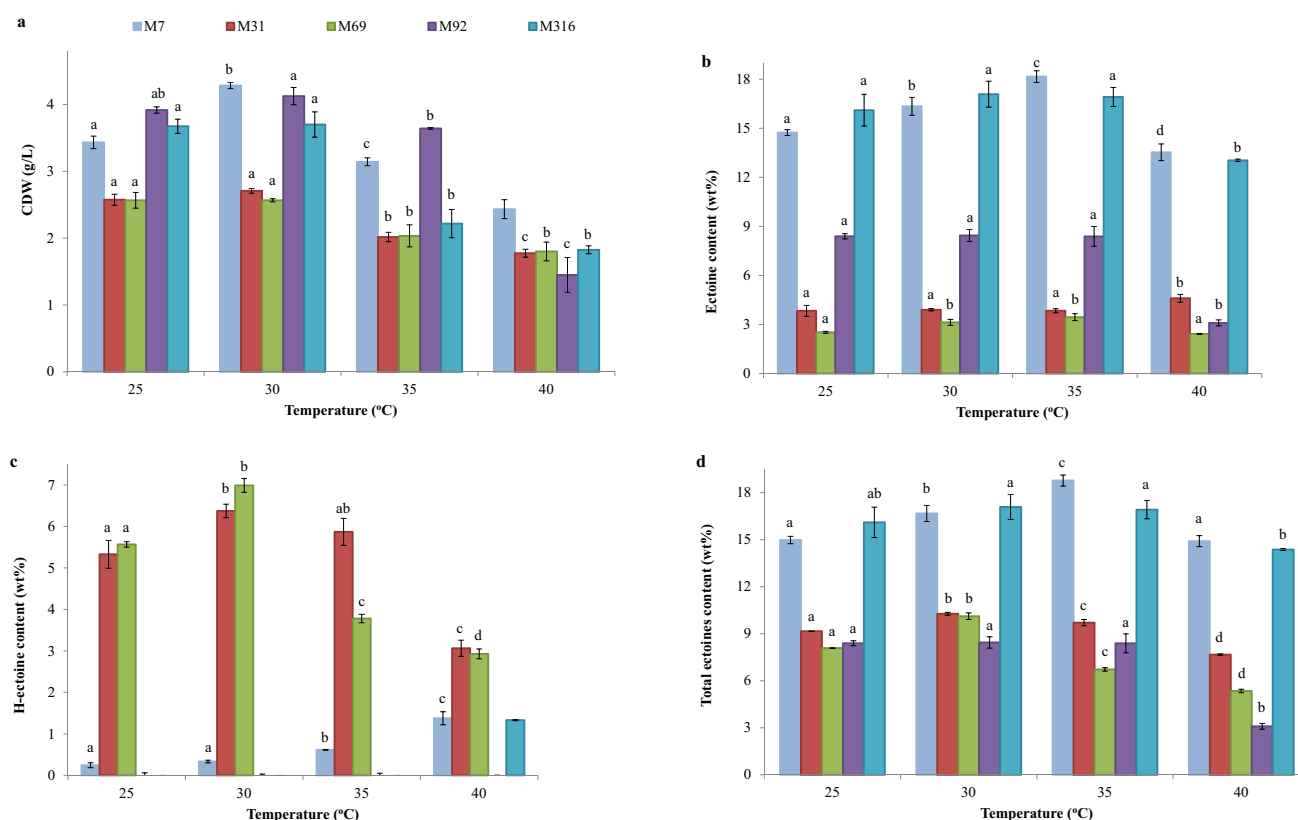 a
M7 M31 M69 M92 M316
CDW (g/L)
4
3
2
1
0
a a a ab a
b a a a a
c b b b b
c b c b
25 30 35 40
Temperature (ºC)
b
Ectoine content (wt%)
18
15
12
9
6
3
0
a a a a a
b a b a a
c a b a a
d a a b b
25 30 35 40
Temperature (ºC)
c
H-ectoine content (wt%)
7
6
5
4
3
2
1
0
a a a
a b b
b ab c
c c d
25 30 35 40
Temperature (ºC)
d
Total ectoines content (wt%)
18
15
12
9
6
3
0
a a a a ab
b b b a a
c c c a a
a d d b b
25 30 35 40
Temperature (ºC)